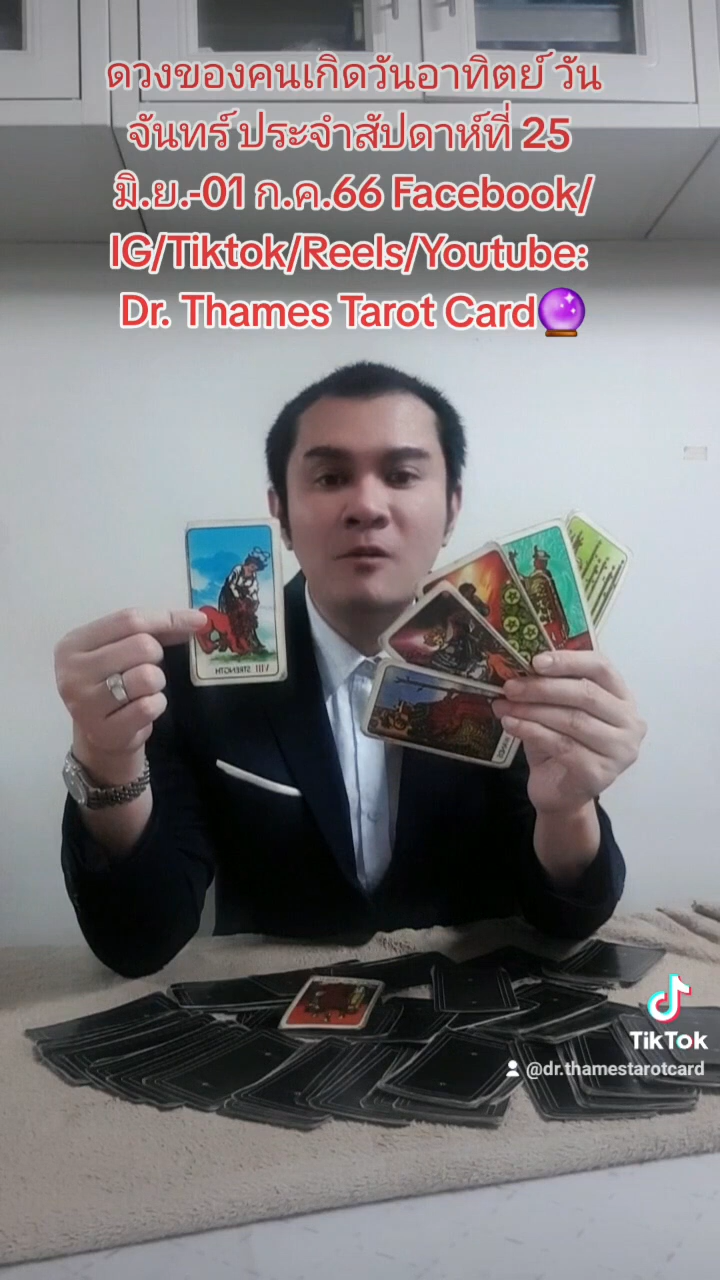 ดวงของคนเกิดวันอาทิตย์ วัน
จันทร์ ประจำสัปดาห์ที่ 25
มิ.ย.-01 ก.ค.66 Facebook/
IG/Tiktok/Reels/Youtube:
Dr. Thames Tarot Card🔮
VIII STRENGTH
TikTok
@dr.thamestarotcard